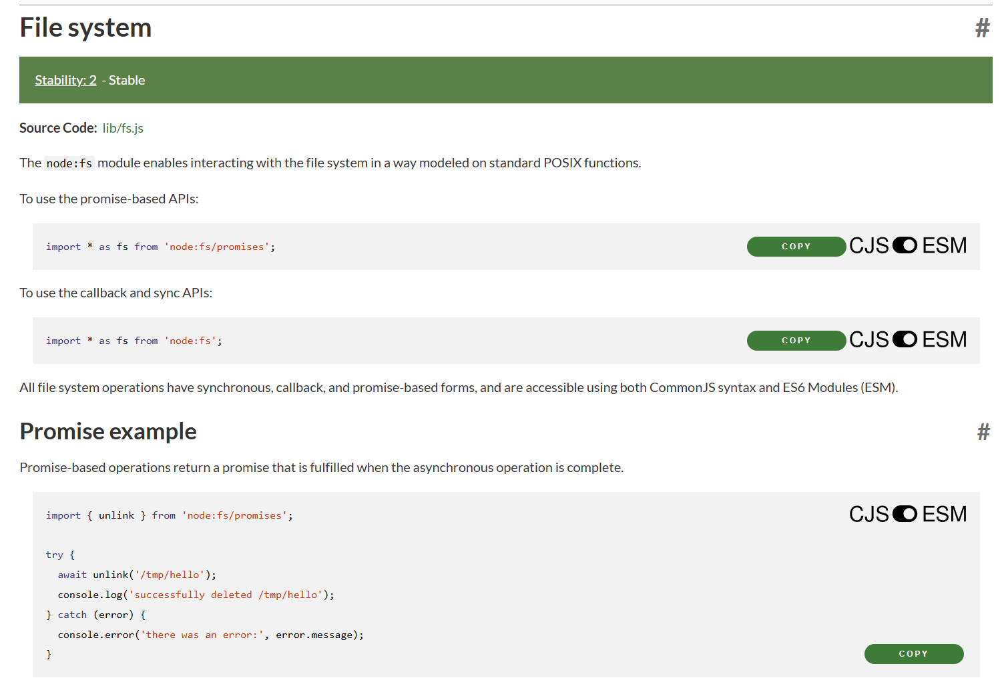 File system #
Stability: 2 - Stable
Source Code: lib/fs.js
The node:fs module enables interacting with the file system in a way modeled on standard POSIX functions.
To use the promise-based APIs:
import * as fs from 'node:fs/promises'; COPY CJS ESM
To use the callback and sync APIs:
import * as fs from 'node:fs'; COPY CJS ESM
All file system operations have synchronous, callback, and promise-based forms, and are accessible using both CommonJS syntax and ES6 Modules (ESM).
Promise example #
Promise-based operations return a promise that is fulfilled when the asynchronous operation is complete.
import { unlink } from 'node:fs/promises'; CJS ESM
try {
  await unlink('/tmp/hello');
  console.log('successfully deleted /tmp/hello');
} catch (error) {
  console.error('there was an error:', error.message);
} COPY